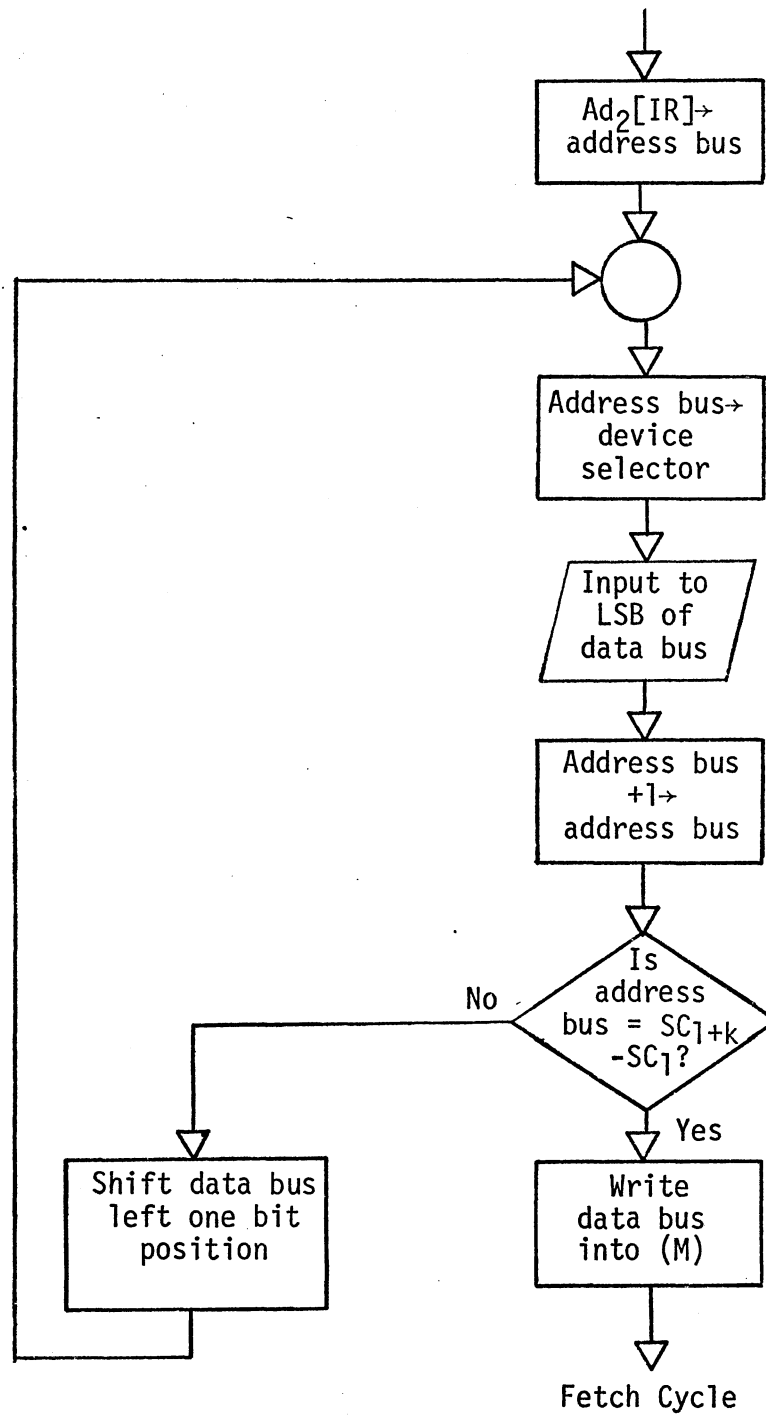 Ad2[IR]→
address bus
Address bus→
device
selector
Input to
LSB of
data bus
Address bus
+1→
address bus
Is
address
bus = SC1+k
-SC1?
No
Yes
Shift data bus
left one bit
position
Write
data bus
into (M)
Fetch Cycle